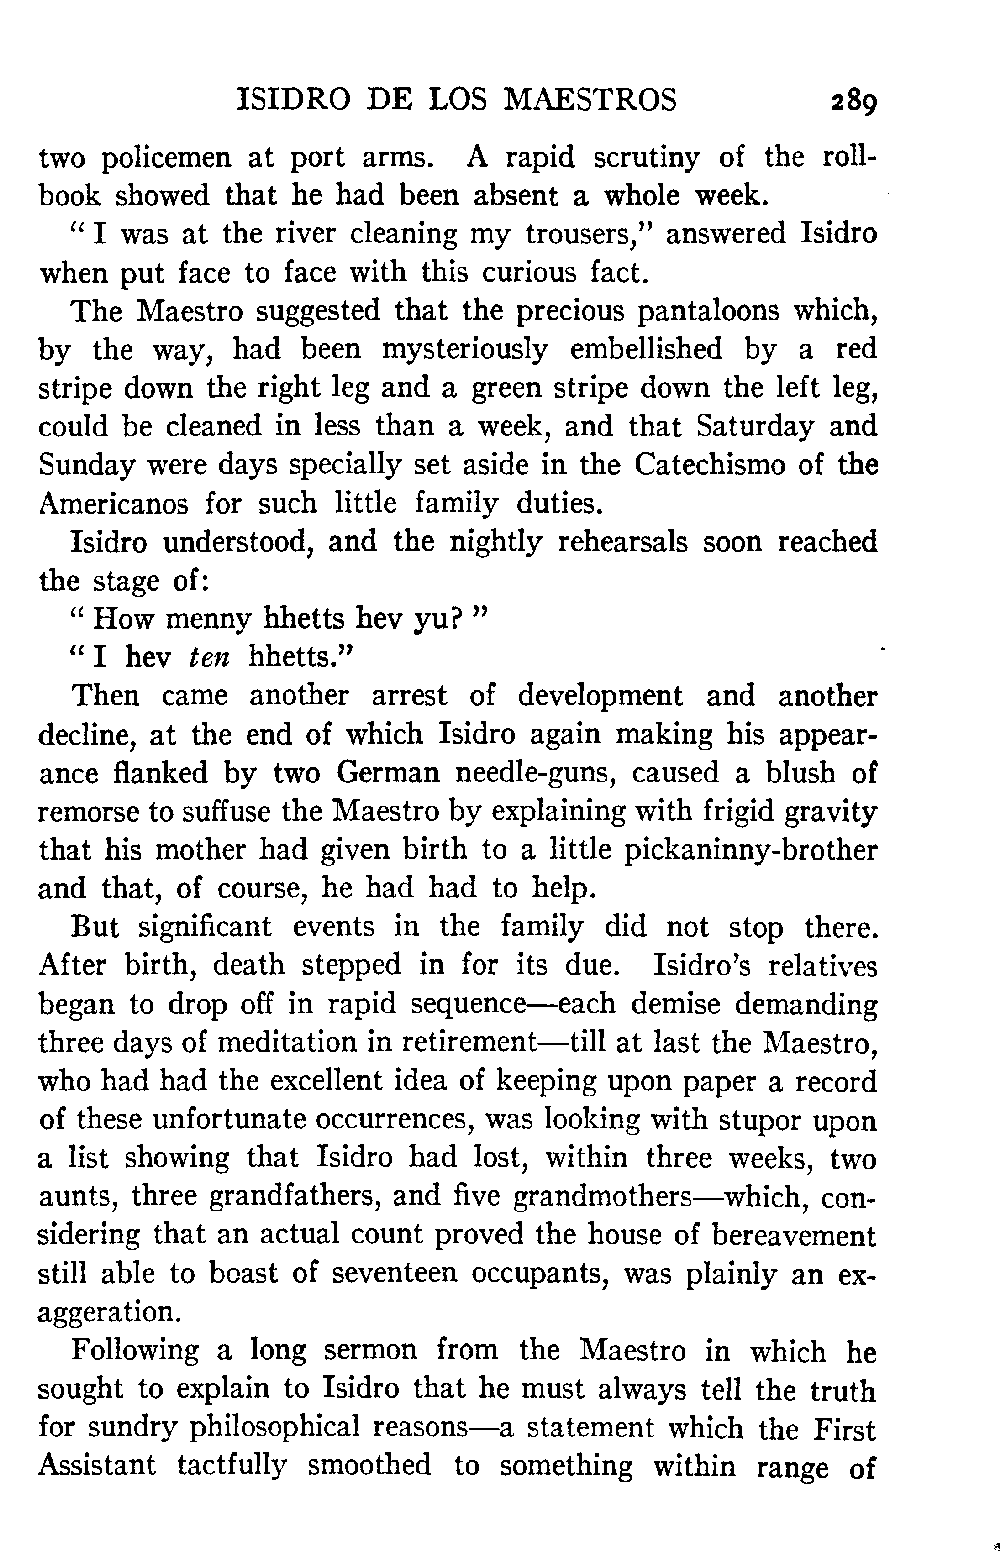 ISIDRO DE LOS MAESTROS 289
two policemen at port arms. A rapid scrutiny of the roll-
book showed that he had been absent a whole week.
" I was at the river cleaning my trousers," answered Isidro
when put face to face with this curious fact.
The Maestro suggested that the precious pantaloons which,
by the way, had been mysteriously embellished by a red
stripe down the right leg and a green stripe down the left leg,
could be cleaned in less than a week, and that Saturday and
Sunday were days specially set aside in the Catechismo of the
Americanos for such little family duties.
Isidro understood, and the nightly rehearsals soon reached
the stage of:
" How menny hhetts hev yu? "
" I hev ten hhetts."
Then came another arrest of development and another
decline, at the end of which Isidro again making his appear-
ance flanked by two German needle-guns, caused a blush of
remorse to suffuse the Maestro by explaining with frigid gravity
that his mother had given birth to a little pickaninny-brother
and that, of course, he had had to help.
But significant events in the family did not stop there.
After birth, death stepped in for its due. Isidro's relatives
began to drop off in rapid sequence—each demise demanding
three days of meditation in retirement—till at last the Maestro,
who had had the excellent idea of keeping upon paper a record
of these unfortunate occurrences, was looking with stupor upon
a list showing that Isidro had lost, within three weeks, two
aunts, three grandfathers, and five grandmothers—which, con-
sidering that an actual count proved the house of bereavement
still able to boast of seventeen occupants, was plainly an ex-
aggeration.
Following a long sermon from the Maestro in which he
sought to explain to Isidro that he must always tell the truth
for sundry philosophical reasons—a statement which the First
Assistant tactfully smoothed to something within range of